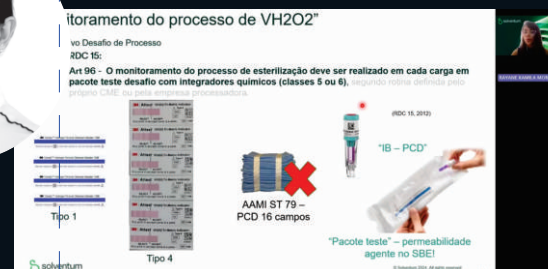 itoramento do processo de VH2O2”
vo Desafio de Processo
RDC 15:
Art 96 - O monitoramento do processo de esterilização deve ser realizado em cada carga em
pacote teste desafio com integradores químicos (classes 5 ou 6), segundo rotina definida pelo
próprio CME ou pela empresa processadora.
(RDC 15, 2012)
“IB – PCD”
AAMI ST 79 –
PCD 16 campos
Tipo 1
Tipo 4
“Pacote teste” – permeabilidade
agente no SBE!
solventum
solventum